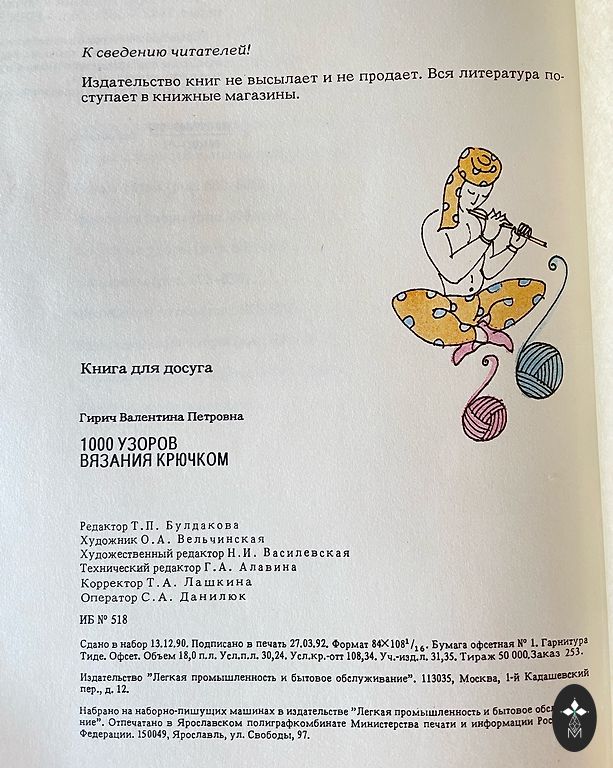 К сведению читателей!
Издательство книг не высылает и не продает. Вся литература по-
ступает в книжные магазины.
Книга для досуга
Гирич Валентина Петровна
1000 УЗОРОВ
ВЯЗАНИЯ КРЮЧКОМ
Редактор Т.П. Булдакова
Художник О.А. Вельчинская
Художественный редактор Н.И. Василевская
Технический редактор Г.А. Алавина
Корректор Т.А. Лашкина
Оператор С.А. Данилюк
ИБ № 518
Сдано в набор 13.12.90. Подписано в печать 27.03.92. Формат 84×108¹/₁₆. Бумага офсетная № 1. Гарнитура
Тиде. Офсет. Объем 18,0 п.л. Усл.п.л. 30,24. Усл.кр.-отт 108,34. Уч.-изд.л. 31,35. Тираж 50 000.Заказ 253.
Издательство "Легкая промышленность и бытовое обслуживание". 113035, Москва, 1-й Кадашевский
пер., д. 12.
Набрано на наборно-пишущих машинах в издательстве "Легкая промышленность и бытовое
ние". Отпечатано в Ярославском полиграфкомбинате Министерства печати и информации
Федерации. 150049, Ярославль, ул. Свободы, 97.